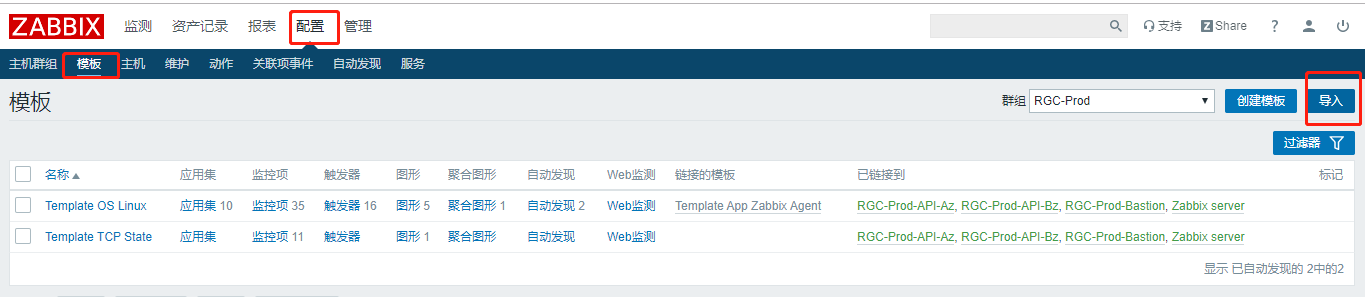 ZABBIX 监测 资产记录 报表 配置 管理 支持 Z Share ?
主机群组 模板 主机 维护 动作 关联项事件 自动发现 服务
模板 群组 RGC-Prod 创建模板 导入
过滤器
名称 应用集 监控项 触发器 图形 聚合图形 自动发现 Web监测 链接的模板 已链接到 标记
Template OS Linux 应用集 10 监控项 35 触发器 16 图形 5 聚合图形 1 自动发现 2 Web监测 Template App Zabbix Agent RGC-Prod-API-Az, RGC-Prod-API-Bz, RGC-Prod-Bastion, Zabbix server
Template TCP State 应用集 监控项 11 触发器 图形 1 聚合图形 自动发现 Web监测 RGC-Prod-API-Az, RGC-Prod-API-Bz, RGC-Prod-Bastion, Zabbix server
显示 已自动发现的 2中的2